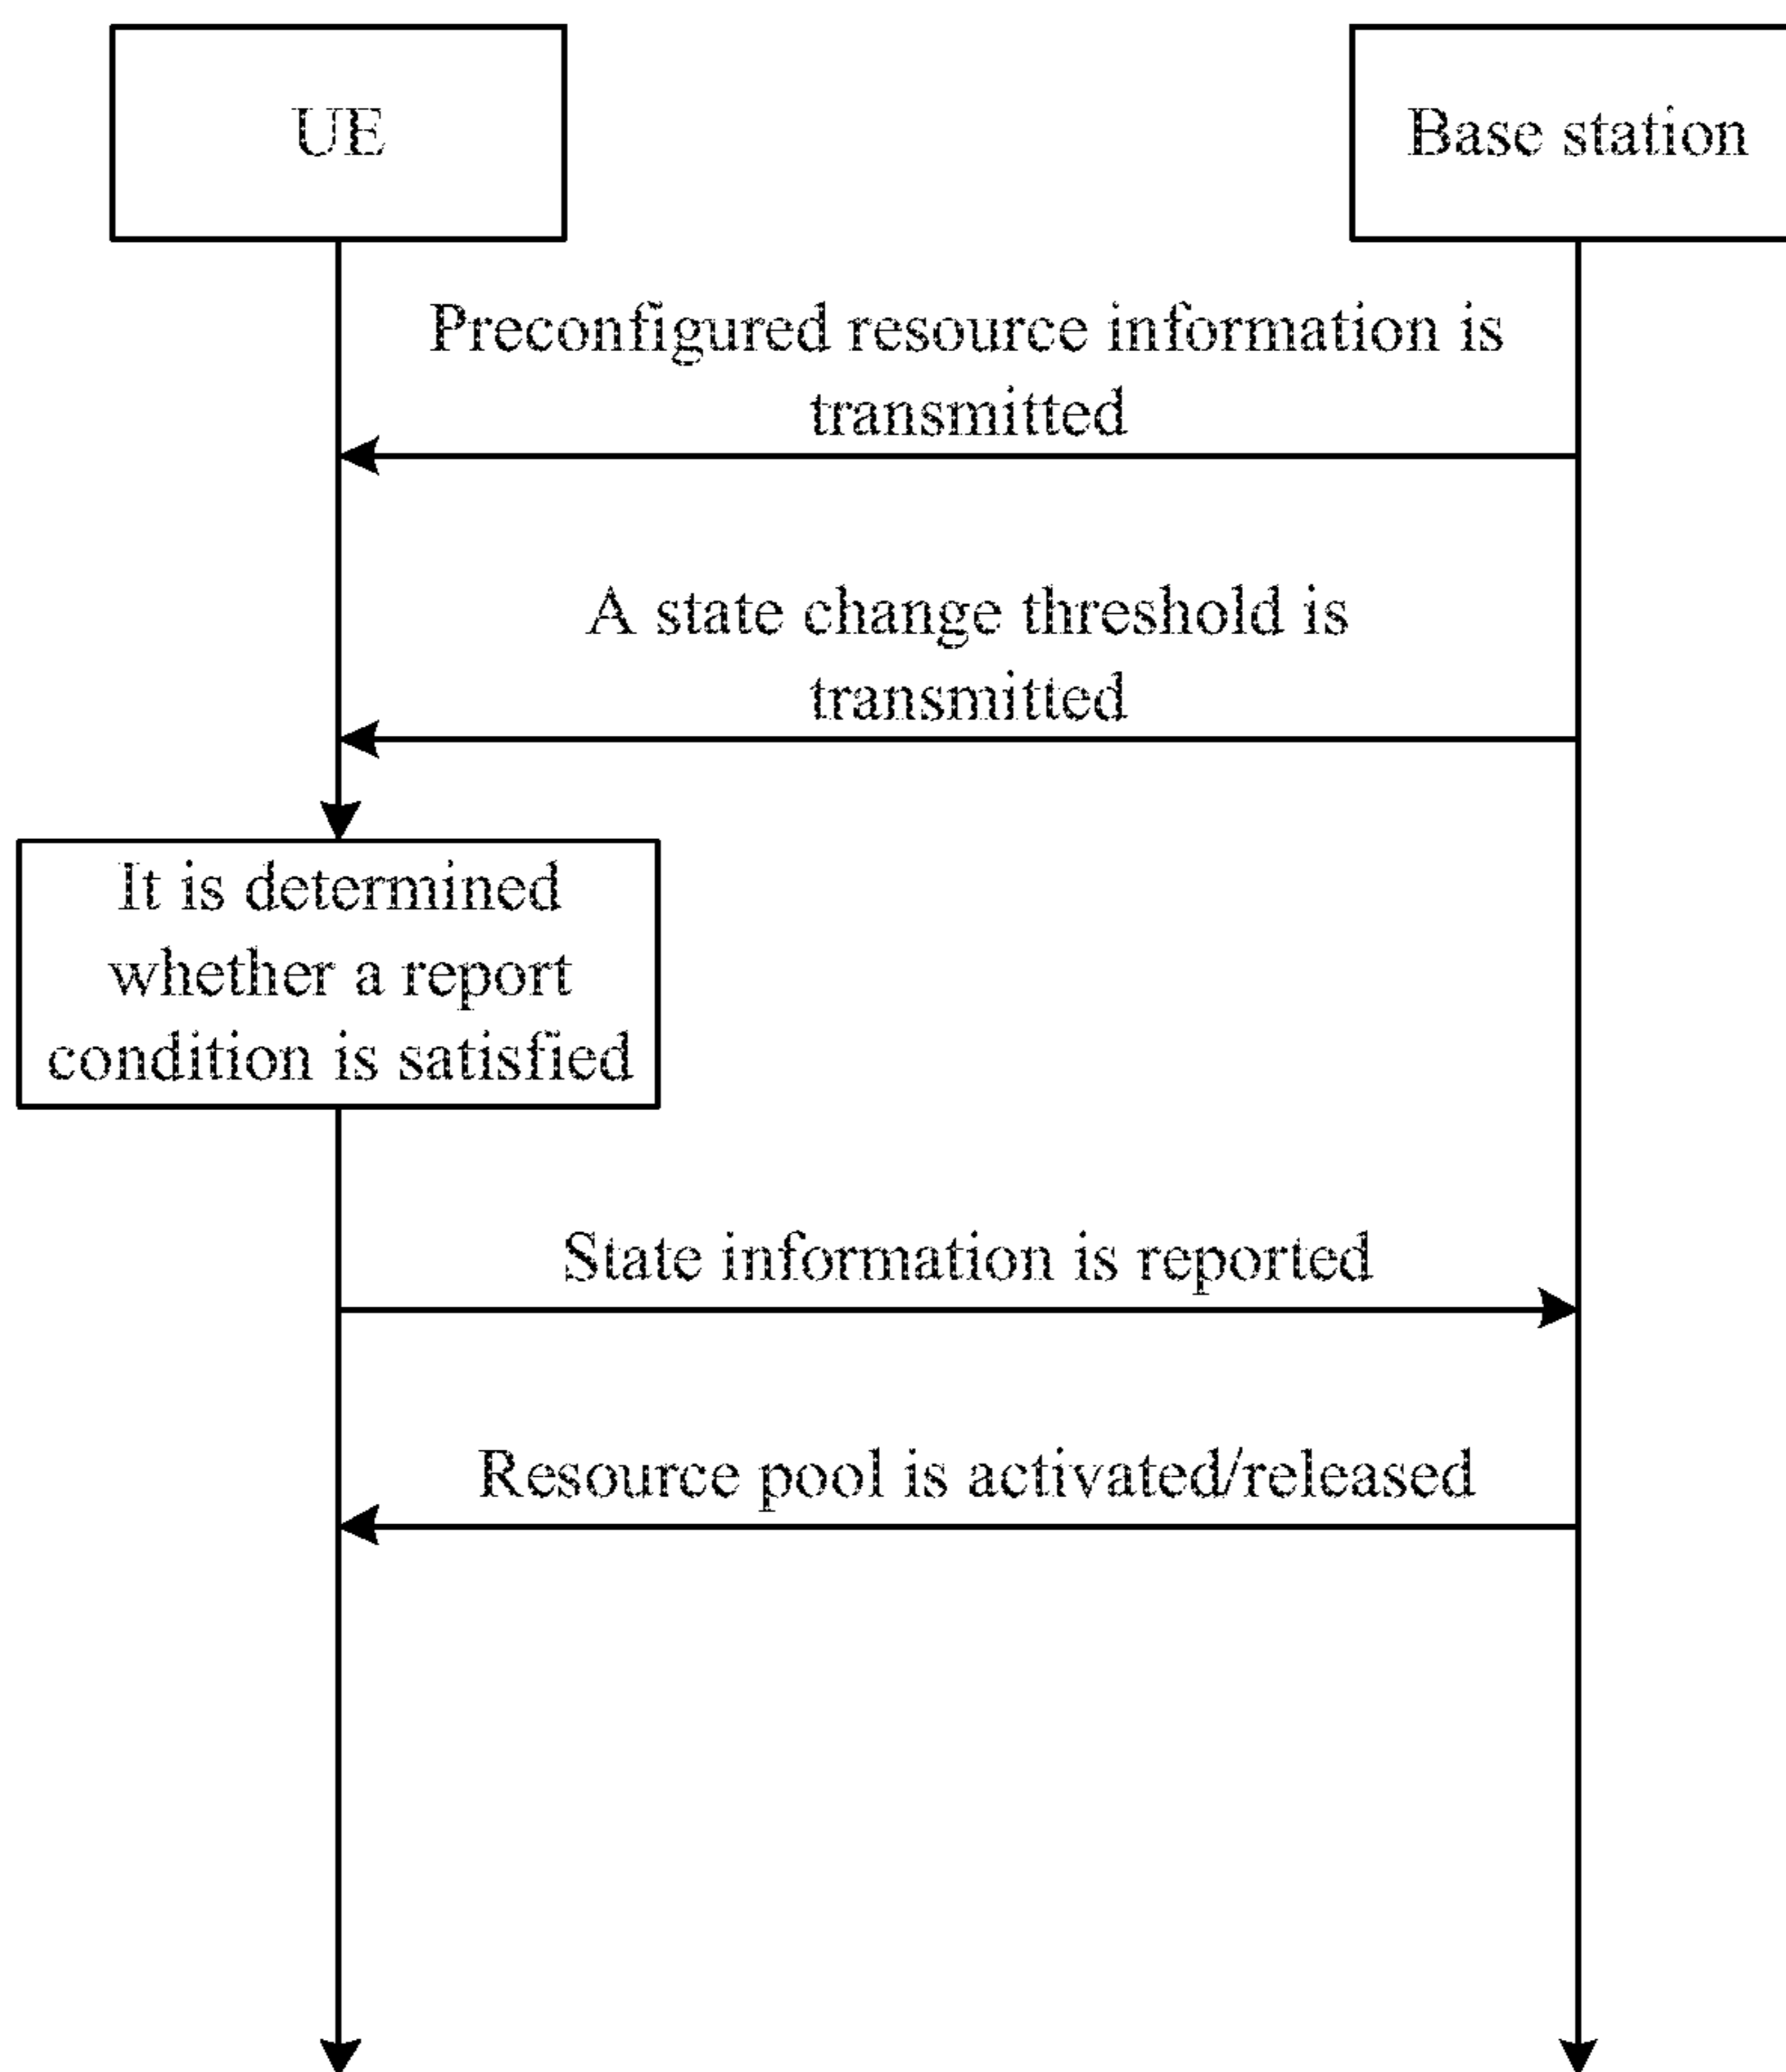 UE
Base station
Preconfigured resource information is
transmitted
A state change threshold is
transmitted
It is determined
whether a report
condition is satisfied
State information is reported
Resource pool is activated/released